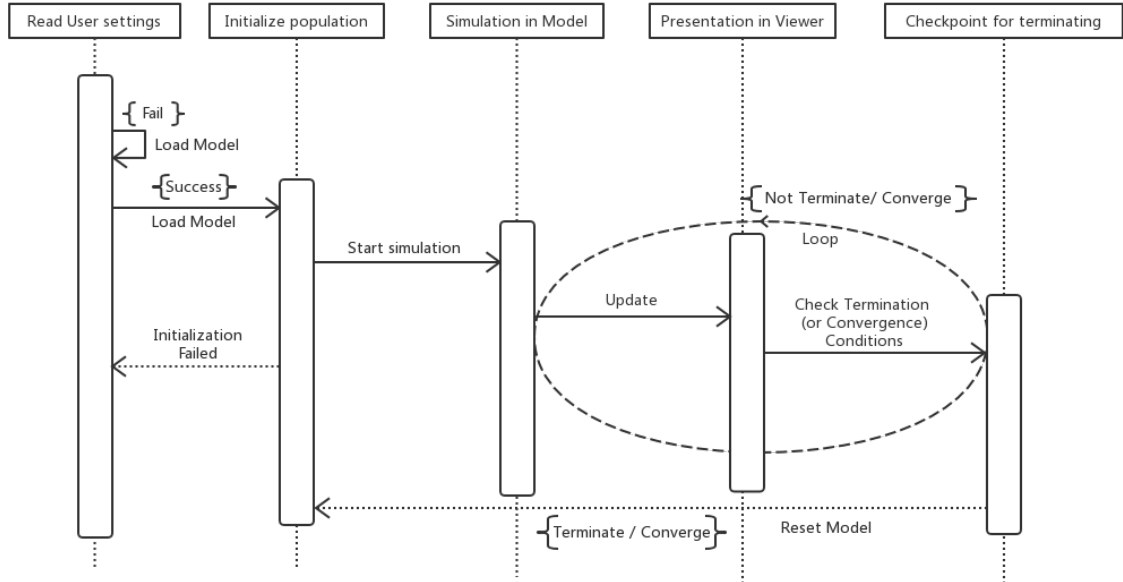 Read User settings
Initialize population
Simulation in Model
Presentation in Viewer
Checkpoint for terminating
{ Fail }
Load Model
{Success}
Load Model
{ Not Terminate/ Converge }
Loop
Start simulation
Update
Check Termination
(or Convergence)
Conditions
Initialization
Failed
{Terminate / Converge}
Reset Model